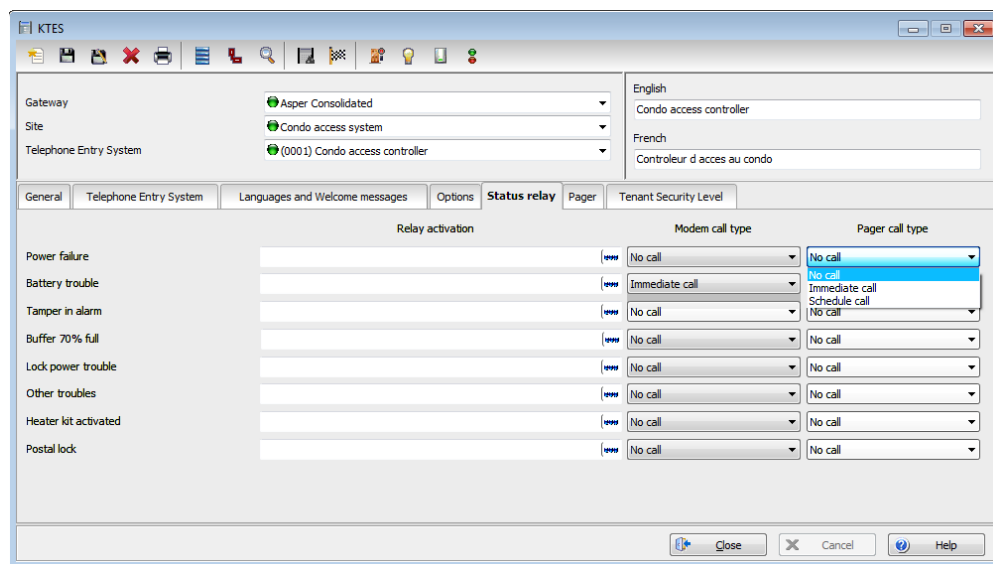 KTES
English
Gateway Asper Consolidated Condo access controller
Site Condo access system
French
Telephone Entry System (0001) Condo access controller Controleur d acces au condo
General Telephone Entry System Languages and Welcome messages Options Status relay Pager Tenant Security Level
Relay activation Modem call type Pager call type
Power failure No call No call
No call
Battery trouble Immediate call Immediate call
Schedule call
Tamper in alarm No call No call
Buffer 70% full No call No call
Lock power trouble No call No call
Other troubles No call No call
Heater kit activated No call No call
Postal lock No call No call
Close Cancel Help